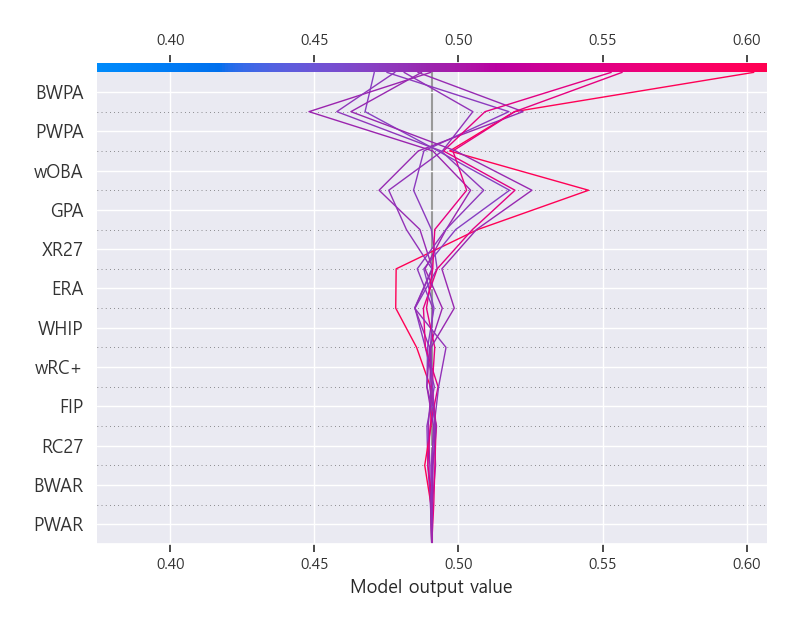 0.40 0.45 0.50 0.55 0.60
BWPA
PWPA
wOBA
GPA
XR27
ERA
WHIP
wRC+
FIP
RC27
BWAR
PWAR
0.40 0.45 0.50 0.55 0.60
Model output value